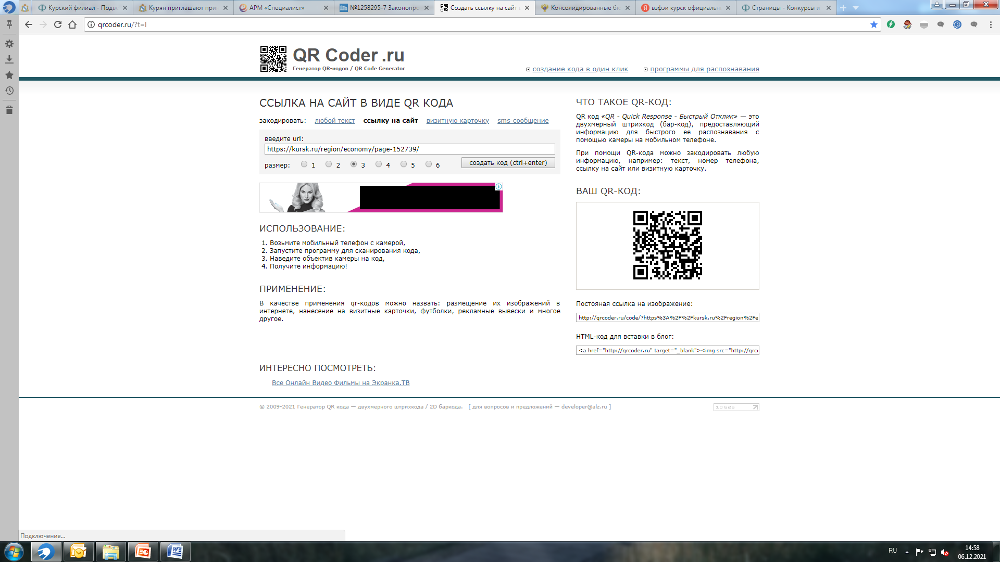 Курский филиал - Подве
Курян приглашают прин
АРМ «Специалист»
№1258295-7 Законопро
Создать ссылку на сайт
Консолидированные бю
взфэи курск официальн
Страницы - Конкурсы и
qrcoder.ru/?t=l
QR Coder.ru
Генератор QR-кодов / QR Code Generator
создание кода в один клик
программы для распознавания
ССЫЛКА НА САЙТ В ВИДЕ QR КОДА
закодировать: любой текст ссылку на сайт визитную карточку sms-сообщение
введите url:
https://kursk.ru/region/economy/page-152739/
размер: 1 2 3 4 5 6
создать код (ctrl+enter)
ИСПОЛЬЗОВАНИЕ:
1. Возьмите мобильный телефон с камерой,
2. Запустите программу для сканирования кода,
3. Наведите объектив камеры на код,
4. Получите информацию!
ПРИМЕНЕНИЕ:
В качестве применения qr-кодов можно назвать: размещение их изображений в
интернете, нанесение на визитные карточки, футболки, рекламные вывески и многое
другое.
ИНТЕРЕСНО ПОСМОТРЕТЬ:
Все Онлайн Видео Фильмы на Экранка.ТВ
ЧТО ТАКОЕ QR-КОД:
QR код «QR - Quick Response - Быстрый Отклик» — это
двухмерный штрихкод (бар-код), предоставляющий
информацию для быстрого ее распознавания с
помощью камеры на мобильном телефоне.
При помощи QR-кода можно закодировать любую
информацию, например: текст, номер телефона,
ссылку на сайт или визитную карточку.
ВАШ QR-КОД:
Постояная ссылка на изображение:
http://qrcoder.ru/code/?https%3A%2F%2Fkursk.ru%2Fregion%2Fe
HTML-код для вставки в блог:
<a href="http://qrcoder.ru" target="_blank"><img src="http://qrc
© 2009-2021 Генератор QR кода — двухмерного штрихкода / 2D баркода. [ для вопросов и предложений — developer@alz.ru ]
10 626
Подключение...
RU
14:58
06.12.2021